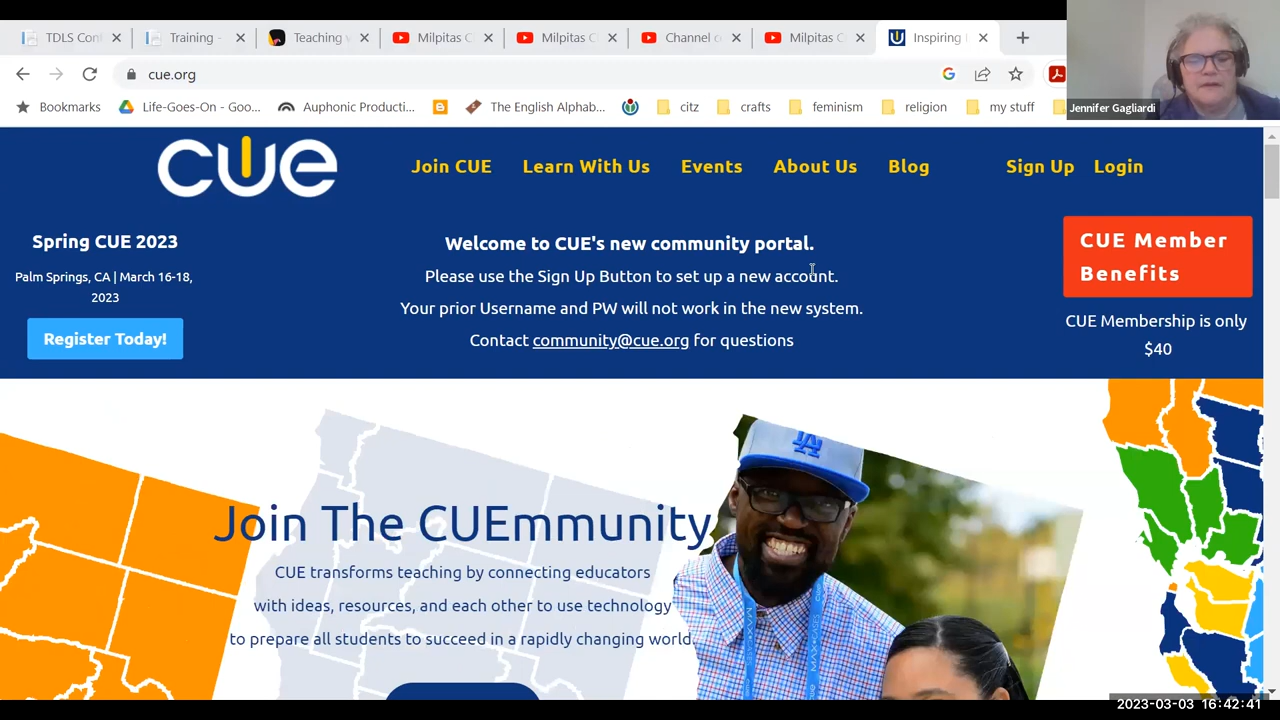 TDLS Con
Training -
Teaching
Milpitas C
Milpitas C
Channel c
Milpitas C
Inspiring
cue.org
Bookmarks
Life-Goes-On - Goo...
Auphonic Producti...
The English Alphab...
citz
crafts
feminism
religion
my stuff
Jennifer Gagliardi
cue
Join CUE
Learn With Us
Events
About Us
Blog
Sign Up
Login
Spring CUE 2023
Palm Springs, CA | March 16-18,
2023
Register Today!
Welcome to CUE's new community portal.
Please use the Sign Up Button to set up a new account.
Your prior Username and PW will not work in the new system.
Contact community@cue.org for questions
CUE Member
Benefits
CUE Membership is only
$40
Join The CUEmmunity
CUE transforms teaching by connecting educators
with ideas, resources, and each other to use technology
to prepare all students to succeed in a rapidly changing world.
LA
2023-03-03 16:42:41